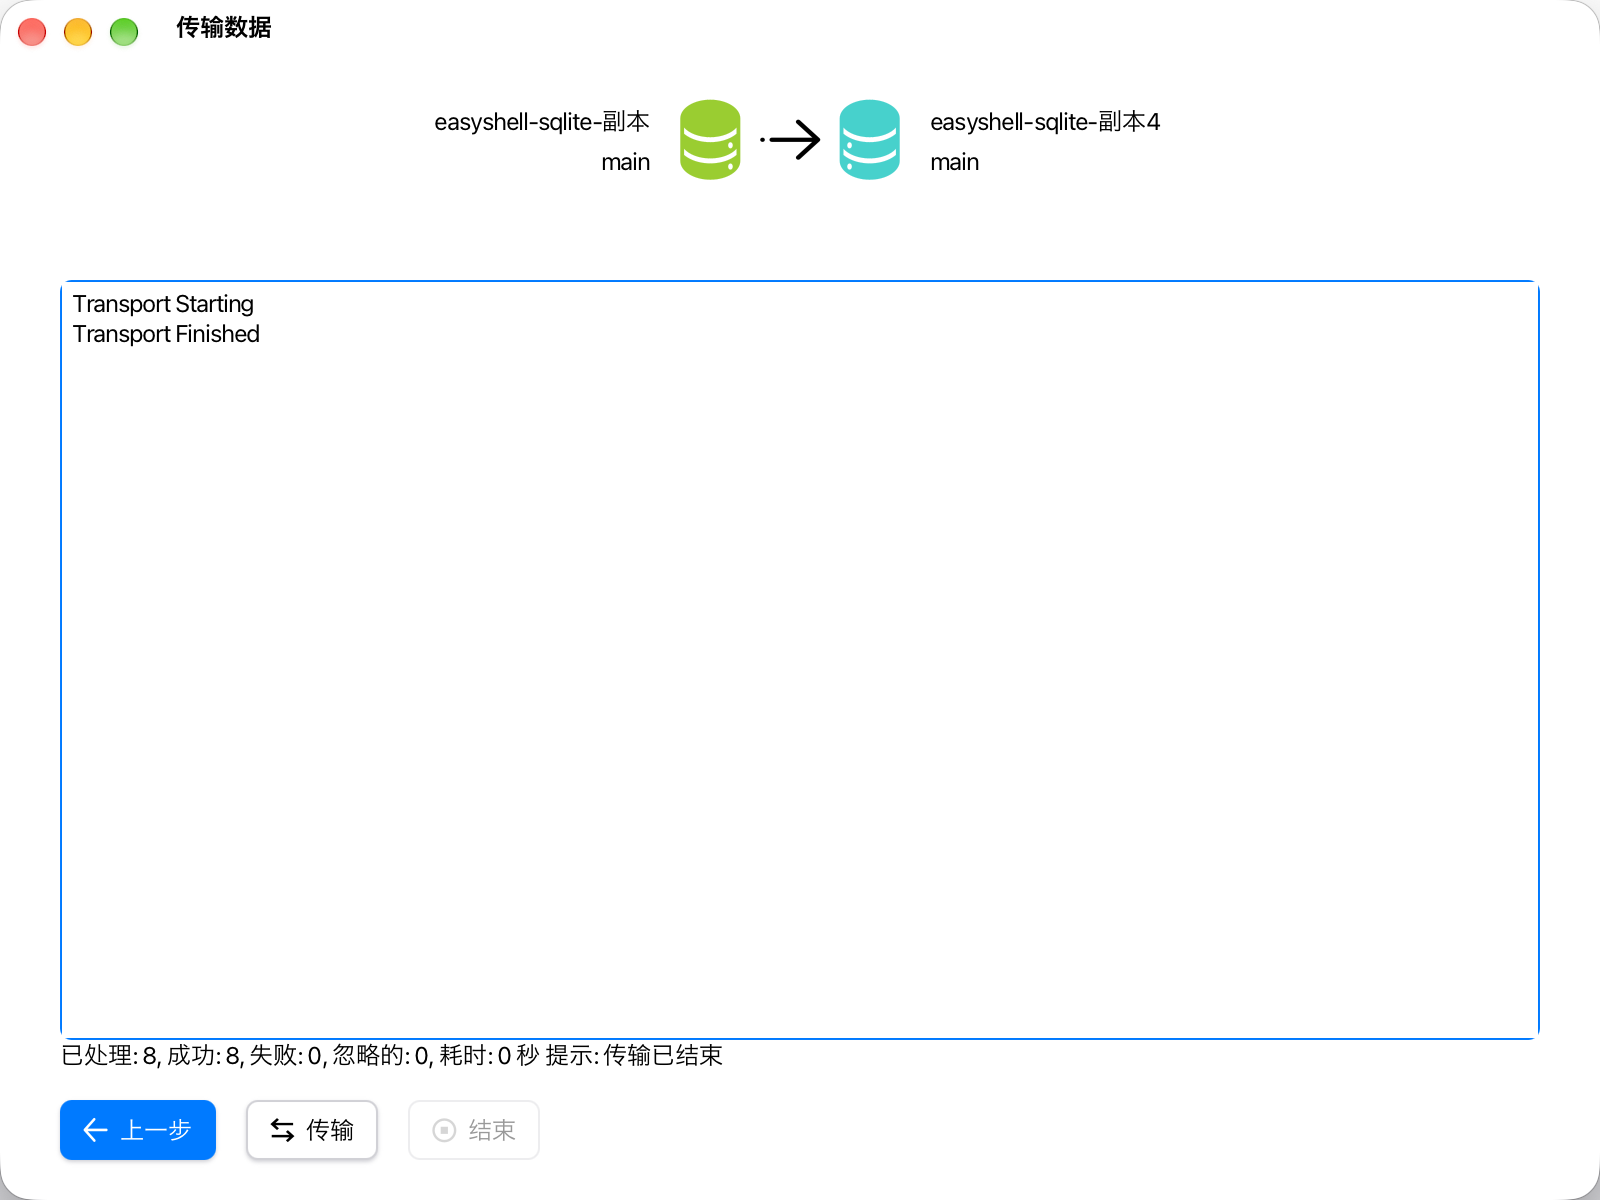 传输数据
easyshell-sqlite-副本
main
easyshell-sqlite-副本4
main
Transport Starting
Transport Finished
已处理: 8, 成功: 8, 失败: 0, 忽略的: 0, 耗时: 0 秒 提示: 传输已结束
上一步
传输
结束